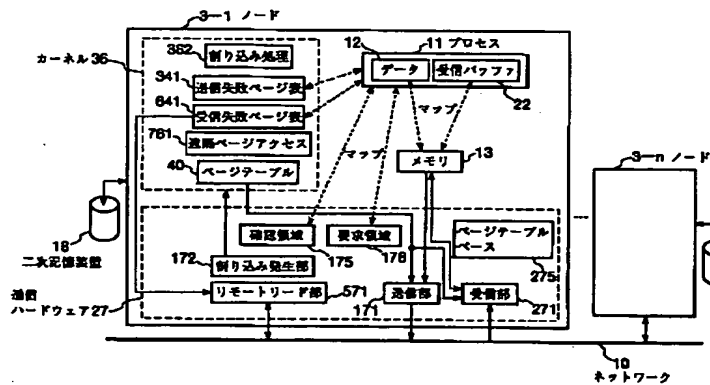 3-1 ノード
カーネル36
362
割り込み処理
341
送信失敗ページ表
641
受信失敗ページ表
761
遠隔ページアクセス
40
ページテーブル
12
11 プロセス
データ
受信バッファ
22
マップ
マップ
メモリ
13
3-n ノード
18
二次記憶装置
確認領域
175
要求領域
176
ページテーブル
ベース
275
172
割り込み発生部
リモートリード部
571
送信部
171
受信部
271
通信
ハードウェア27
10
ネットワーク